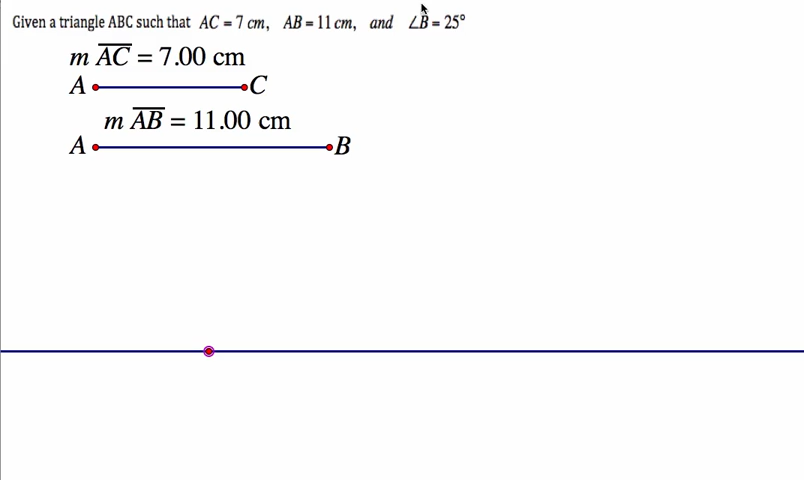 Given a triangle ABC such that AC = 7 cm, AB = 11 cm, and ∠B = 25°
m AC = 7.00 cm
A C
m AB = 11.00 cm
A B